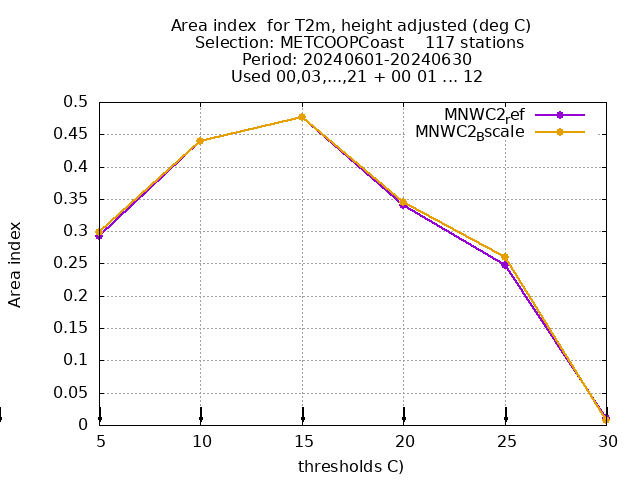 Area index  for T2m, height adjusted (deg C)
Selection: METCOOPCoast    117 stations
Period: 20240601-20240630
Used 00,03,...,21 + 00 01 ... 12
MNWC2_ref
MNWC2_Bscale
0.5
0.45
0.4
0.35
0.3
0.25
0.2
0.15
0.1
0.05
0
Area index
5 10 15 20 25 30
thresholds C)